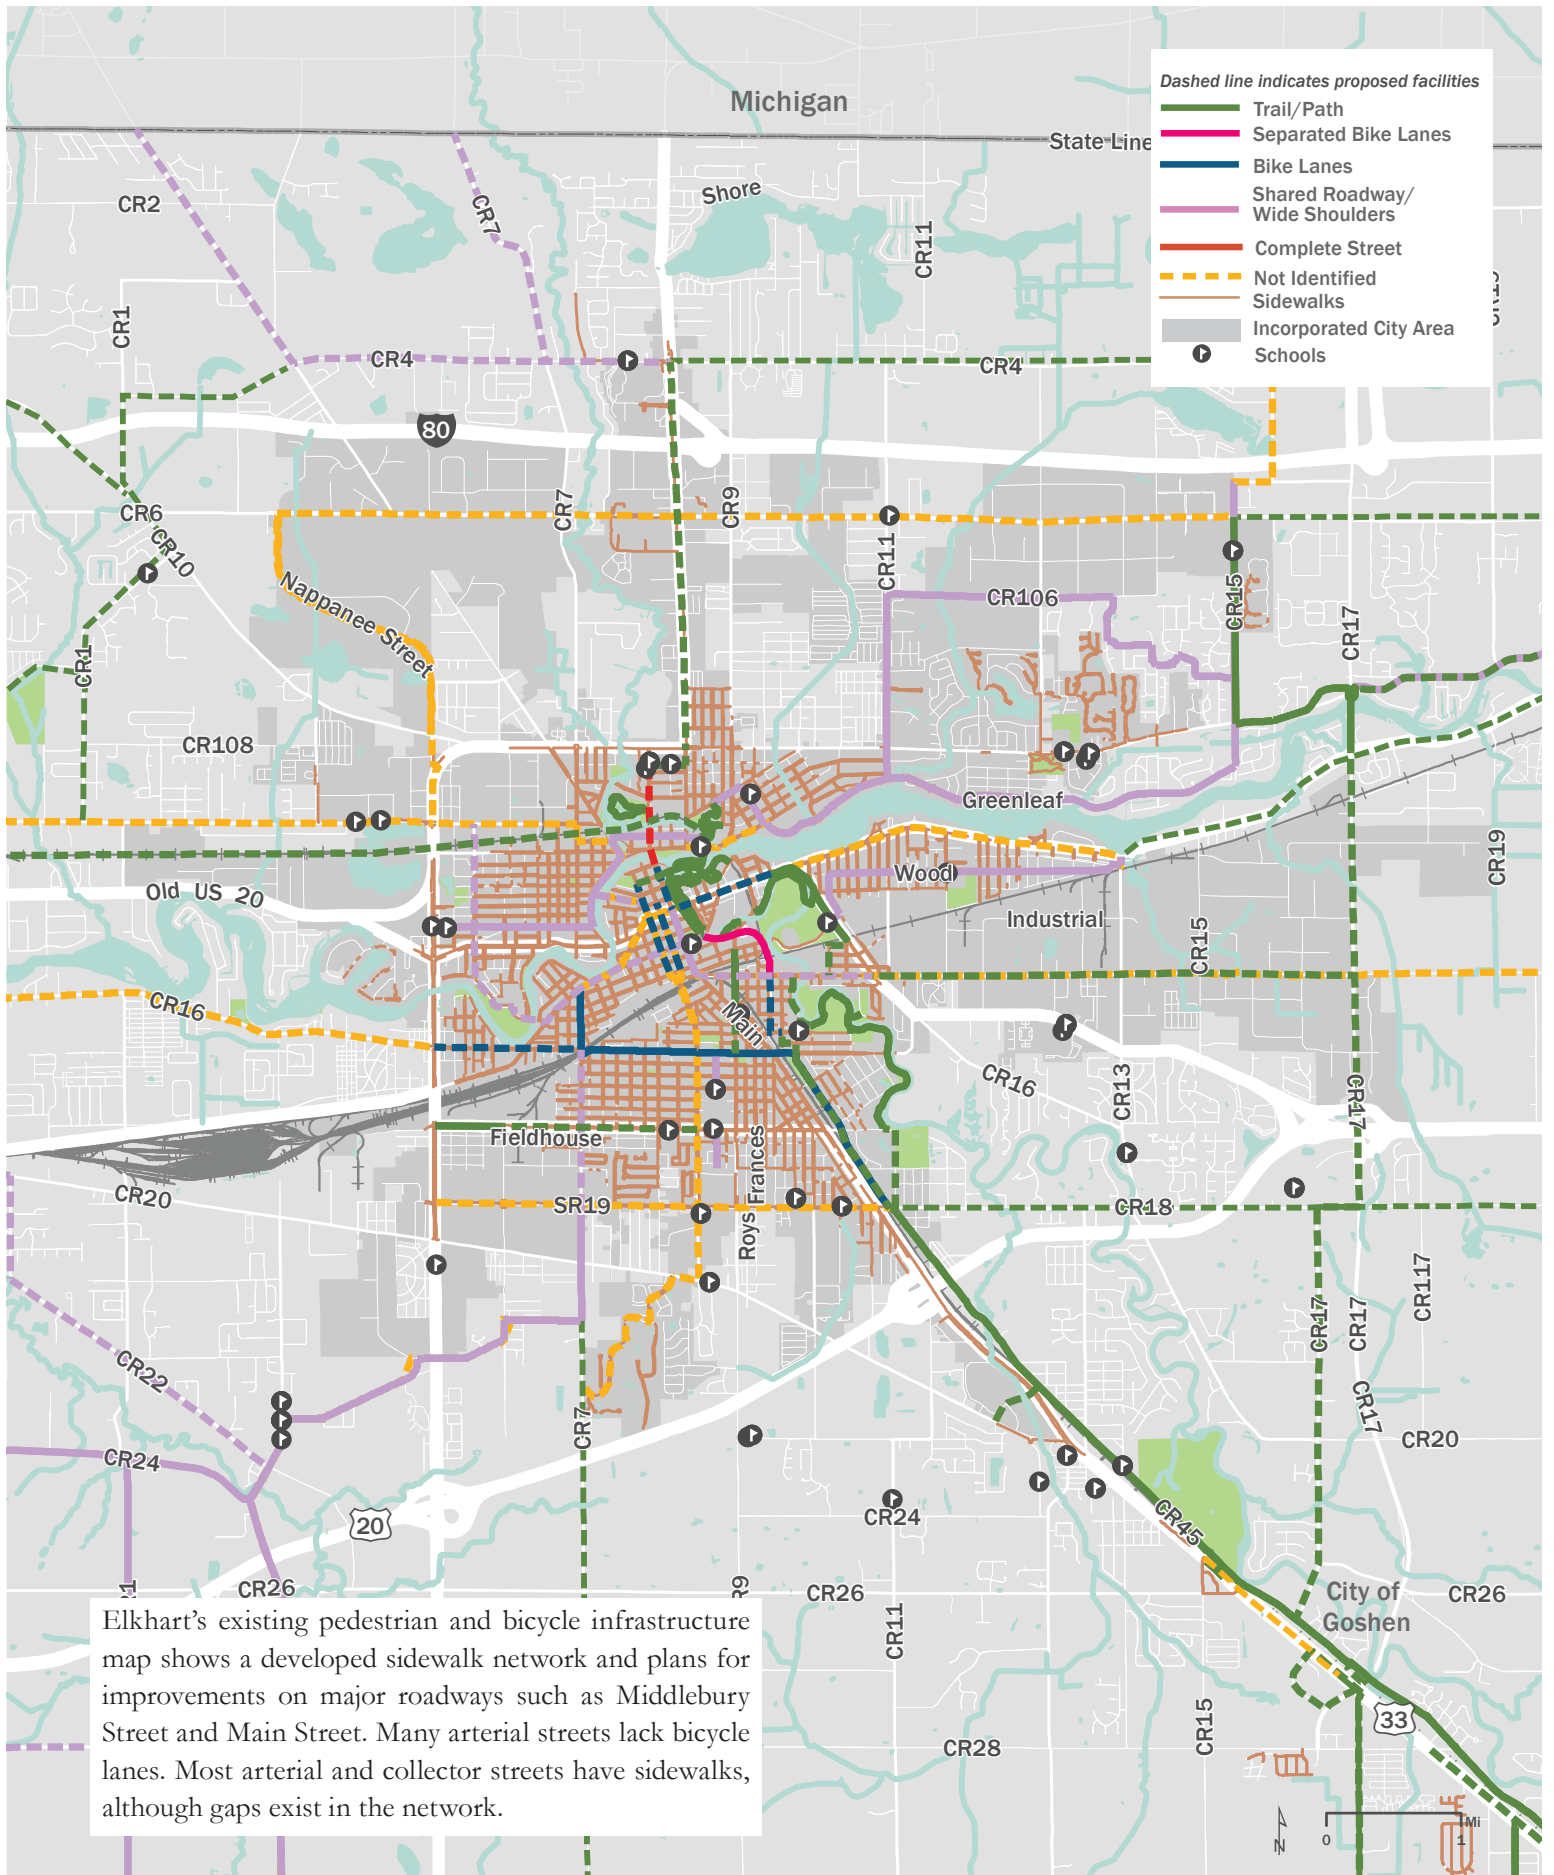 Michigan
State Line
Dashed line indicates proposed facilities
Trail/Path
Separated Bike Lanes
Bike Lanes
Shared Roadway/
Wide Shoulders
Complete Street
Not Identified
Sidewalks
Incorporated City Area
Schools
CR2
CR7
Shore
CR11
CR1
CR4
CR4
80
CR6
CR10
CR7
CR9
CR11
Nappanee Street
CR106
CR15
CR17
CR1
CR108
Greenleaf
Wood
CR19
Old US 20
Industrial
CR15
CR16
Main
CR16
CR13
CR17
Fieldhouse
CR20
SR19
Roys
Frances
CR18
CR22
CR7
CR17
CR17
CR117
CR17
CR24
CR20
20
CR24
CR45
CR26
CR26
CR26
City of
Goshen
CR11
CR15
33
CR28
Elkhart’s existing pedestrian and bicycle infrastructure
map shows a developed sidewalk network and plans for
improvements on major roadways such as Middlebury
Street and Main Street. Many arterial streets lack bicycle
lanes. Most arterial and collector streets have sidewalks,
although gaps exist in the network.
N
0
1
Mi